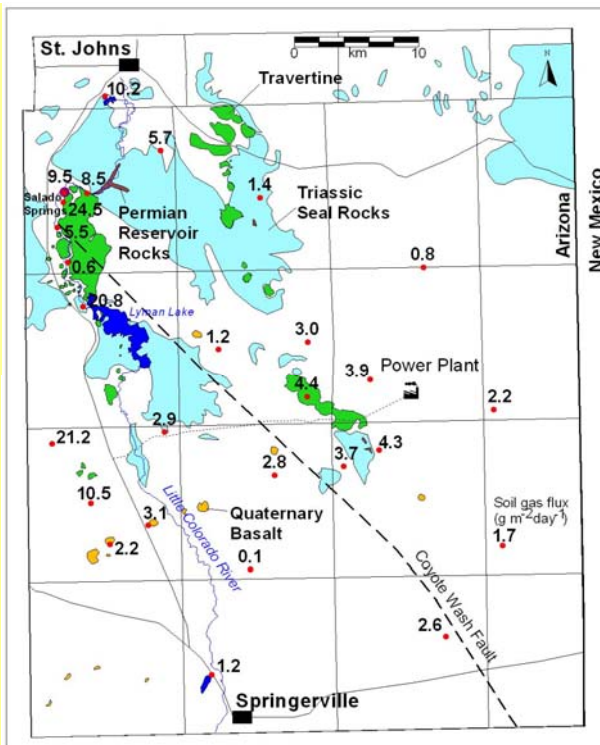 St. Johns
0 10
km
N
Travertine
10.2
5.7
9.5
8.5
1.4
Salado
Springs
24.5
Permian
Reservoir
Rocks
Triassic
Seal Rocks
Arizona
New Mexico
5.5
0.6
0.8
20.8
Lyman Lake
1.2
3.0
3.9
Power Plant
4.4
2.2
2.9
21.2
4.3
3.7
2.8
10.5
Quaternary
Basalt
Soil gas flux
(g m-2day-1)
3.1
1.7
2.2
Little Colorado River
0.1
Coyote Wash Fault
2.6
1.2
Springerville